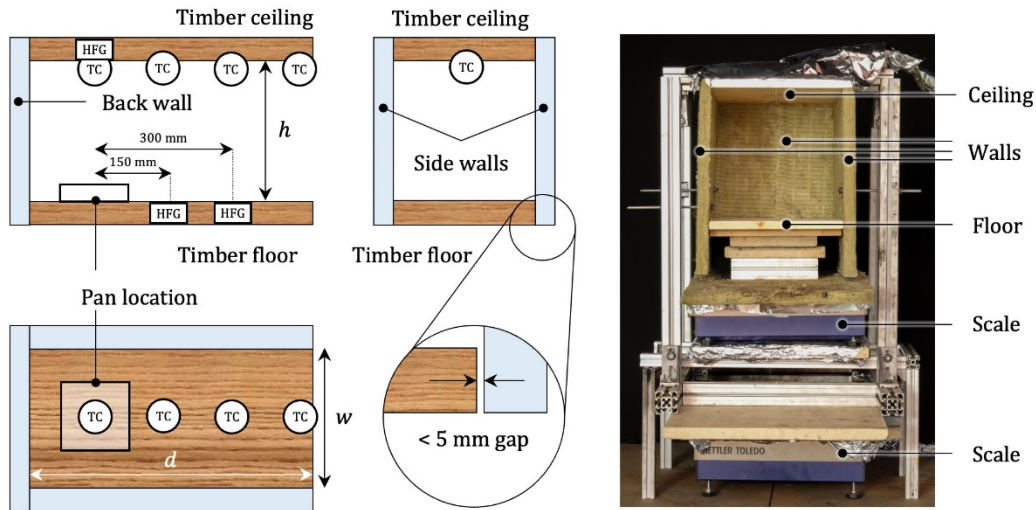 Timber ceiling
HFG
TC
TC
TC
TC
Back wall
h
300 mm
150 mm
HFG
HFG
Timber floor
Timber ceiling
TC
Side walls
Timber floor
Pan location
TC
TC
TC
TC
w
d
< 5 mm gap
Ceiling
Walls
Floor
Scale
Scale
METTLER TOLEDO